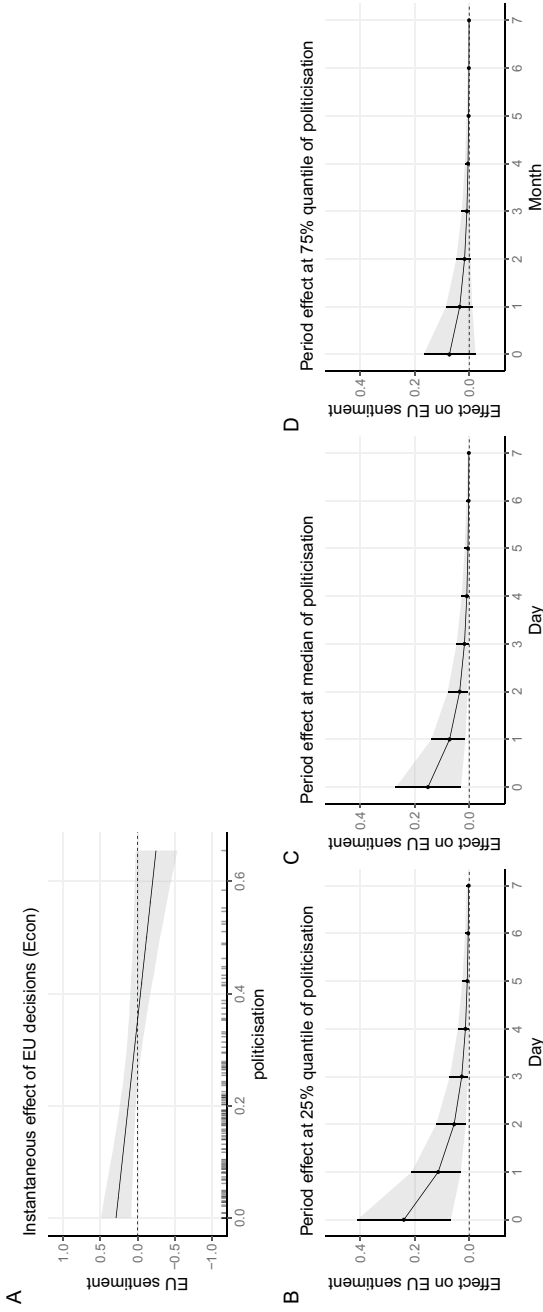 A
Instantaneous effect of EU decisions (Econ)
EU sentiment
1.0
0.5
0.0
−0.5
−1.0
0.0 0.2 0.4 0.6
politicisation
B
Period effect at 25% quantile of politicisation
Effect on EU sentiment
0.4
0.2
0.0
0 1 2 3 4 5 6 7
Day
C
Period effect at median of politicisation
Effect on EU sentiment
0.4
0.2
0.0
0 1 2 3 4 5 6 7
Day
D
Period effect at 75% quantile of politicisation
Effect on EU sentiment
0.4
0.2
0.0
0 1 2 3 4 5 6 7
Month